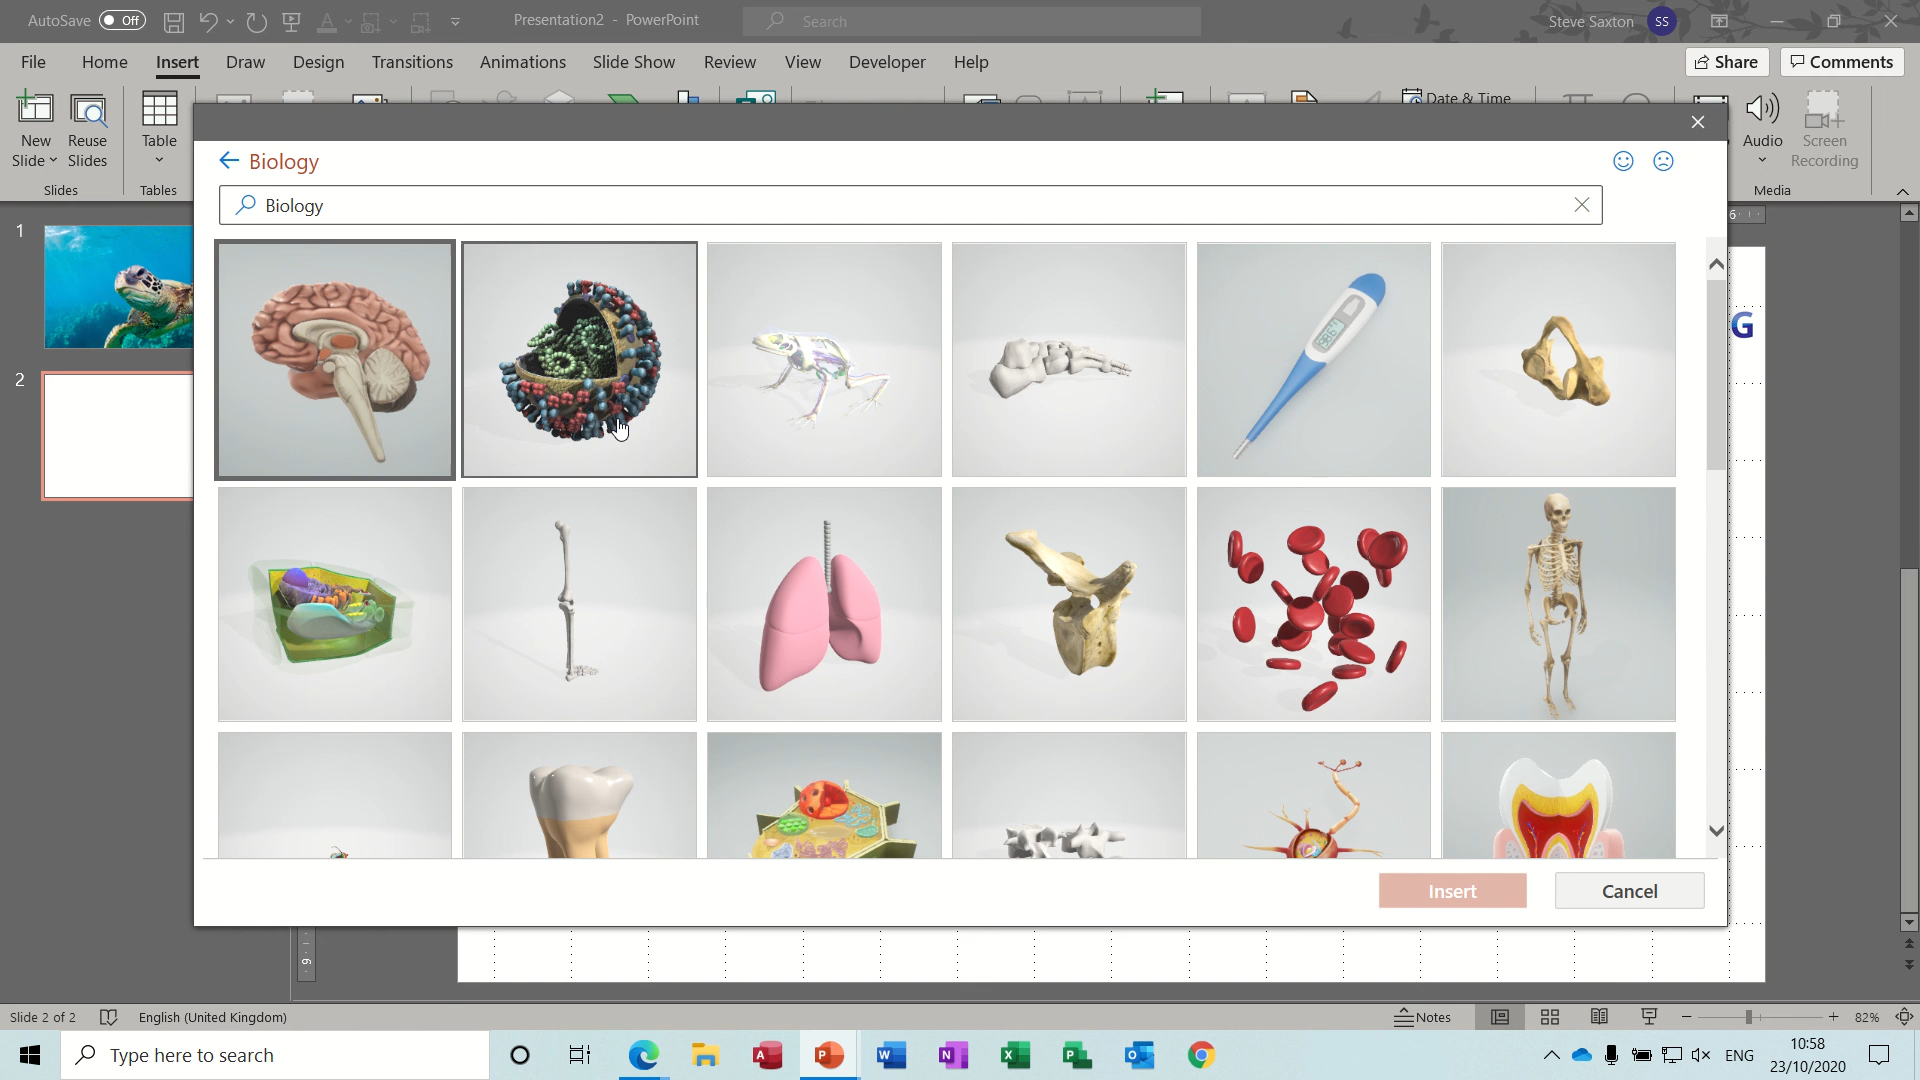 AutoSave Off
Presentation2 - PowerPoint
Search
Steve Saxton SS
File Home Insert Draw Design Transitions Animations Slide Show Review View Developer Help
Share Comments
Date & Time
New Slide
Reuse Slides
Table
Audio
Screen Recording
Slides Tables Media
Biology
Biology
1
2
G
6
9
Insert Cancel
Slide 2 of 2 English (United Kingdom) Notes 82%
Type here to search
ENG
10:58
23/10/2020